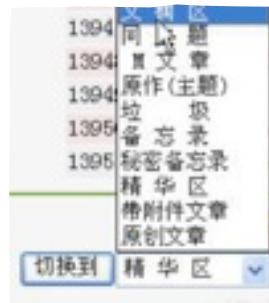 1394
文 摘 区
1394
同 主 题
1394
文 章
1394
原作(主题)
垃 圾
1395
备 忘 录
1395
秘密备忘录
精 华 区
带附件文章
原创文章
切换到
精 华 区